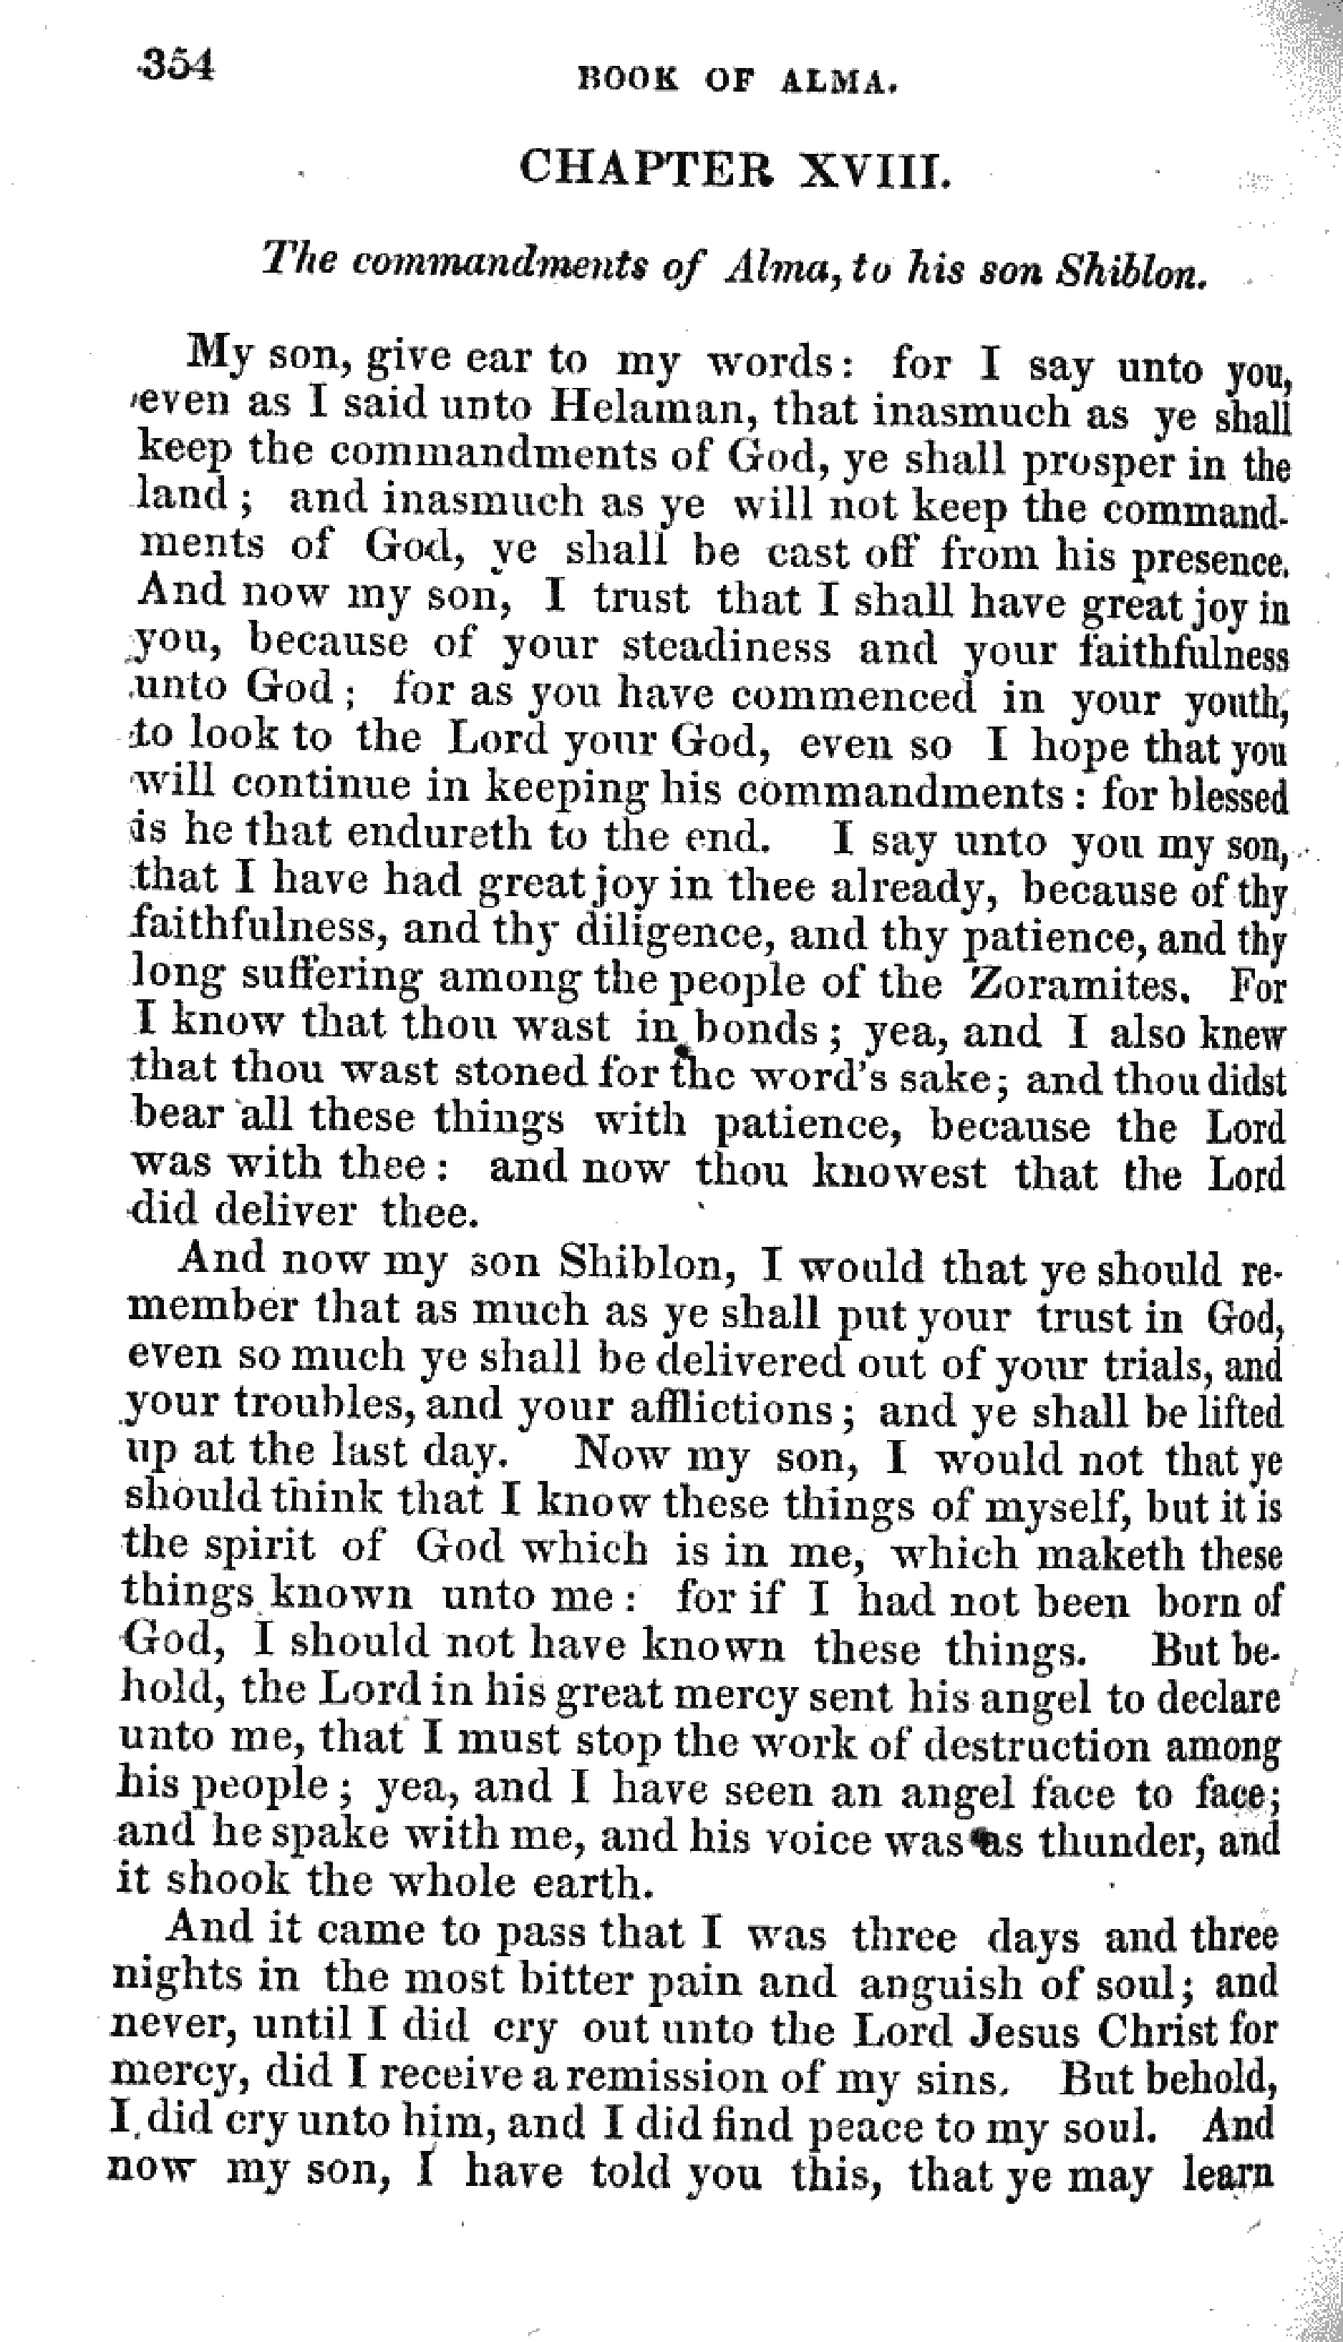 354
BOOK OF ALMA.
CHAPTER XVIII.
The commandments of Alma, to his son Shiblon.
My son, give ear to my words: for I say unto you,
even as I said unto Helaman, that inasmuch as ye shall
keep the commandments of God, ye shall prosper in the
land; and inasmuch as ye will not keep the command-
ments of God, ye shall be cast off from his presence.
And now my son, I trust that I shall have great joy in
you, because of your steadiness and your faithfulness
unto God; for as you have commenced in your youth,
to look to the Lord your God, even so I hope that you
will continue in keeping his commandments: for blessed
is he that endureth to the end. I say unto you my son,
that I have had great joy in thee already, because of thy
faithfulness, and thy diligence, and thy patience, and thy
long suffering among the people of the Zoramites. For
I know that thou wast in bonds; yea, and I also knew
that thou wast stoned for the word's sake; and thou didst
bear all these things with patience, because the Lord
was with thee: and now thou knowest that the Lord
did deliver thee.
And now my son Shiblon, I would that ye should re-
member that as much as ye shall put your trust in God,
even so much ye shall be delivered out of your trials, and
your troubles, and your afflictions; and ye shall be lifted
up at the last day. Now my son, I would not that ye
should think that I know these things of myself, but it is
the spirit of God which is in me, which maketh these
things known unto me: for if I had not been born of
God, I should not have known these things. But be-
hold, the Lord in his great mercy sent his angel to declare
unto me, that I must stop the work of destruction among
his people; yea, and I have seen an angel face to face;
and he spake with me, and his voice was as thunder, and
it shook the whole earth.
And it came to pass that I was three days and three
nights in the most bitter pain and anguish of soul; and
never, until I did cry out unto the Lord Jesus Christ for
mercy, did I receive a remission of my sins. But behold,
I did cry unto him, and I did find peace to my soul. And
now my son, I have told you this, that ye may learn